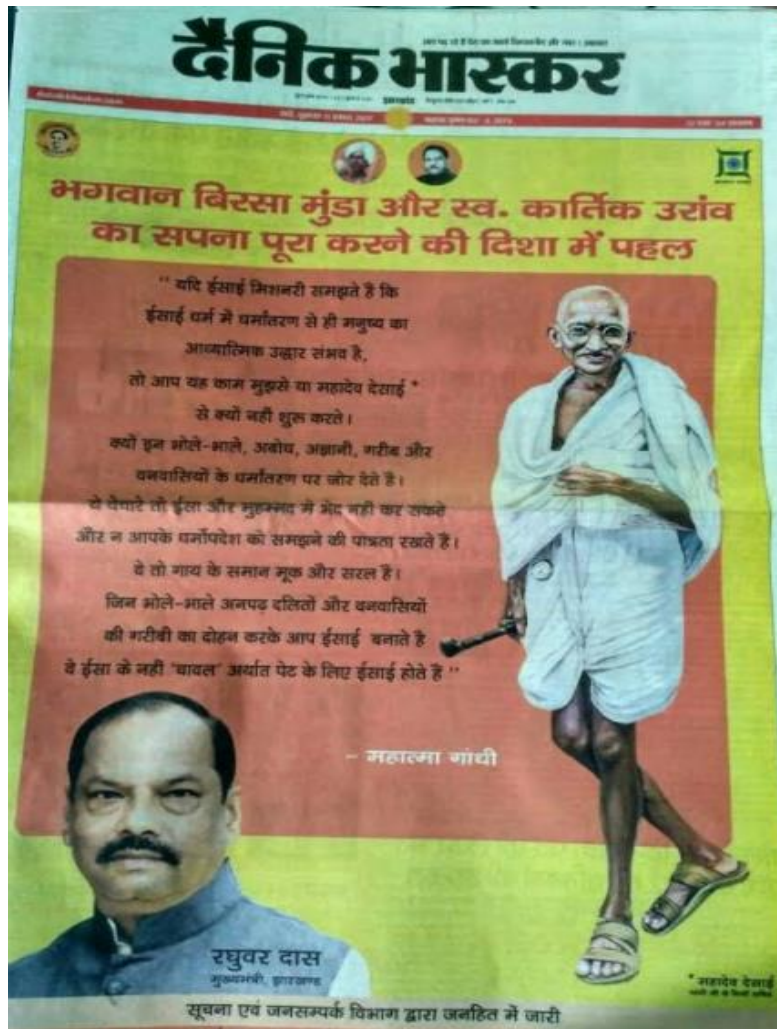 दैनिक भास्कर
झारखंड
भगवान बिरसा मुंडा और स्व. कार्तिक उरांव
का सपना पूरा करने की दिशा में पहल
" यदि ईसाई मिशनरी समझते है कि
ईसाई धर्म में धर्मांतरण से ही मनुष्य का
आध्यात्मिक उद्धार संभव है,
तो आप यह काम मुझसे या महादेव देसाई *
से क्यों नहीं शुरू करते।
क्यों इन भोले-भाले, अबोध, अज्ञानी, गरीब और
वनवासियों के धर्मांतरण पर जोर देते है।
ये बेचारे तो ईसा और मुहम्मद में भेद नहीं कर सकते
और न आपके धर्मोपदेश को समझने की पात्रता रखते है।
वे तो गाय के समान मूक और सरल है।
जिन भोले-भाले अनपढ़ दलितों और वनवासियों
की गरीबी का दोहन करके आप ईसाई बनाते है
वे ईसा के नहीं 'चावल' अर्थात पेट के लिए ईसाई होते है "
- महात्मा गांधी
रघुवर दास
मुख्यमंत्री, झारखण्ड
* महादेव देसाई
सूचना एवं जनसम्पर्क विभाग द्वारा जनहित में जारी